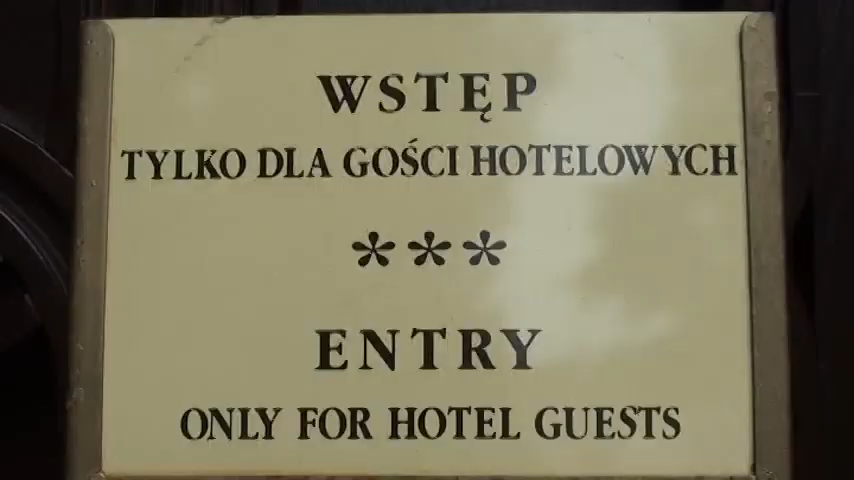 WSTĘP
TYLKO DLA GOŚCI HOTELOWYCH
***
ENTRY
ONLY FOR HOTEL GUESTS